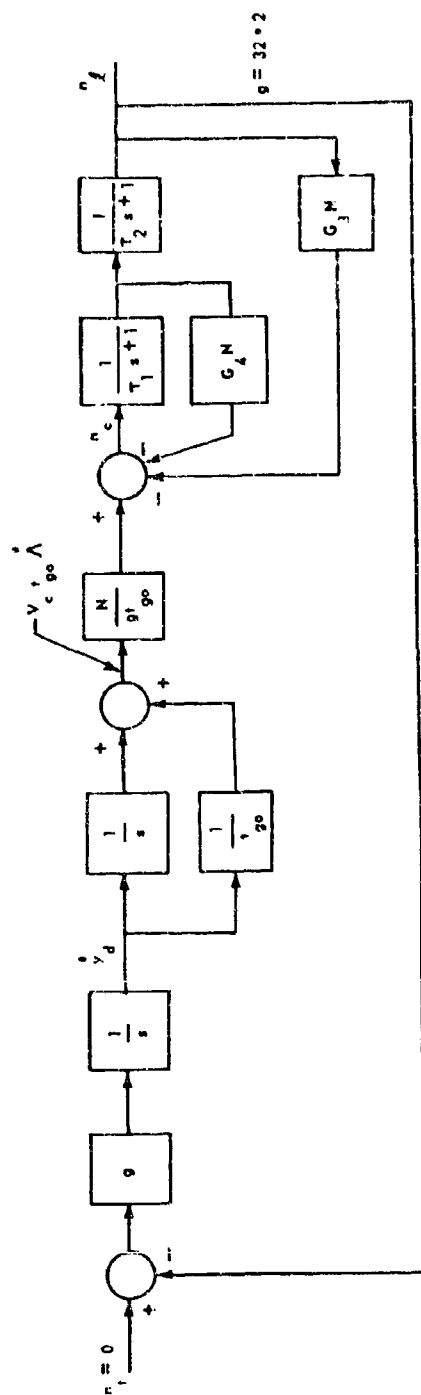 n_t = 0
+
−
g
1/s
ẏ_d
1/s
1/t_go
+
+
V_c t_go Λ̇
N/(g t_go)
+
−
−
n_c
1/(T_1 s+1)
G_4 N
1/(T_2 s+1)
G_3 N
n_ℓ
g = 32•2